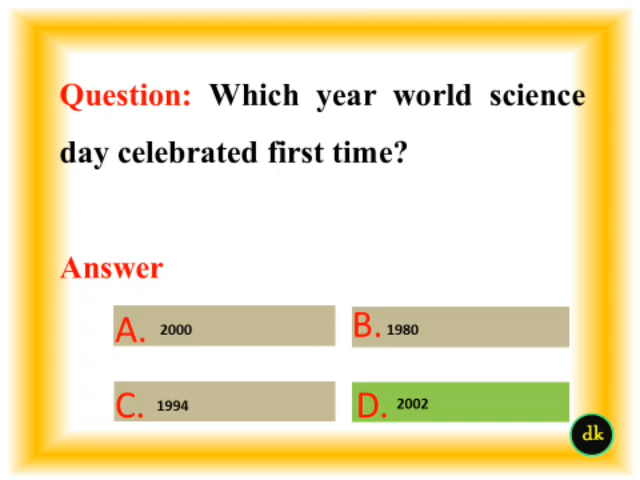 Question: Which year world science
day celebrated first time?
Answer
A. 2000
B. 1980
C. 1994
D. 2002
dk